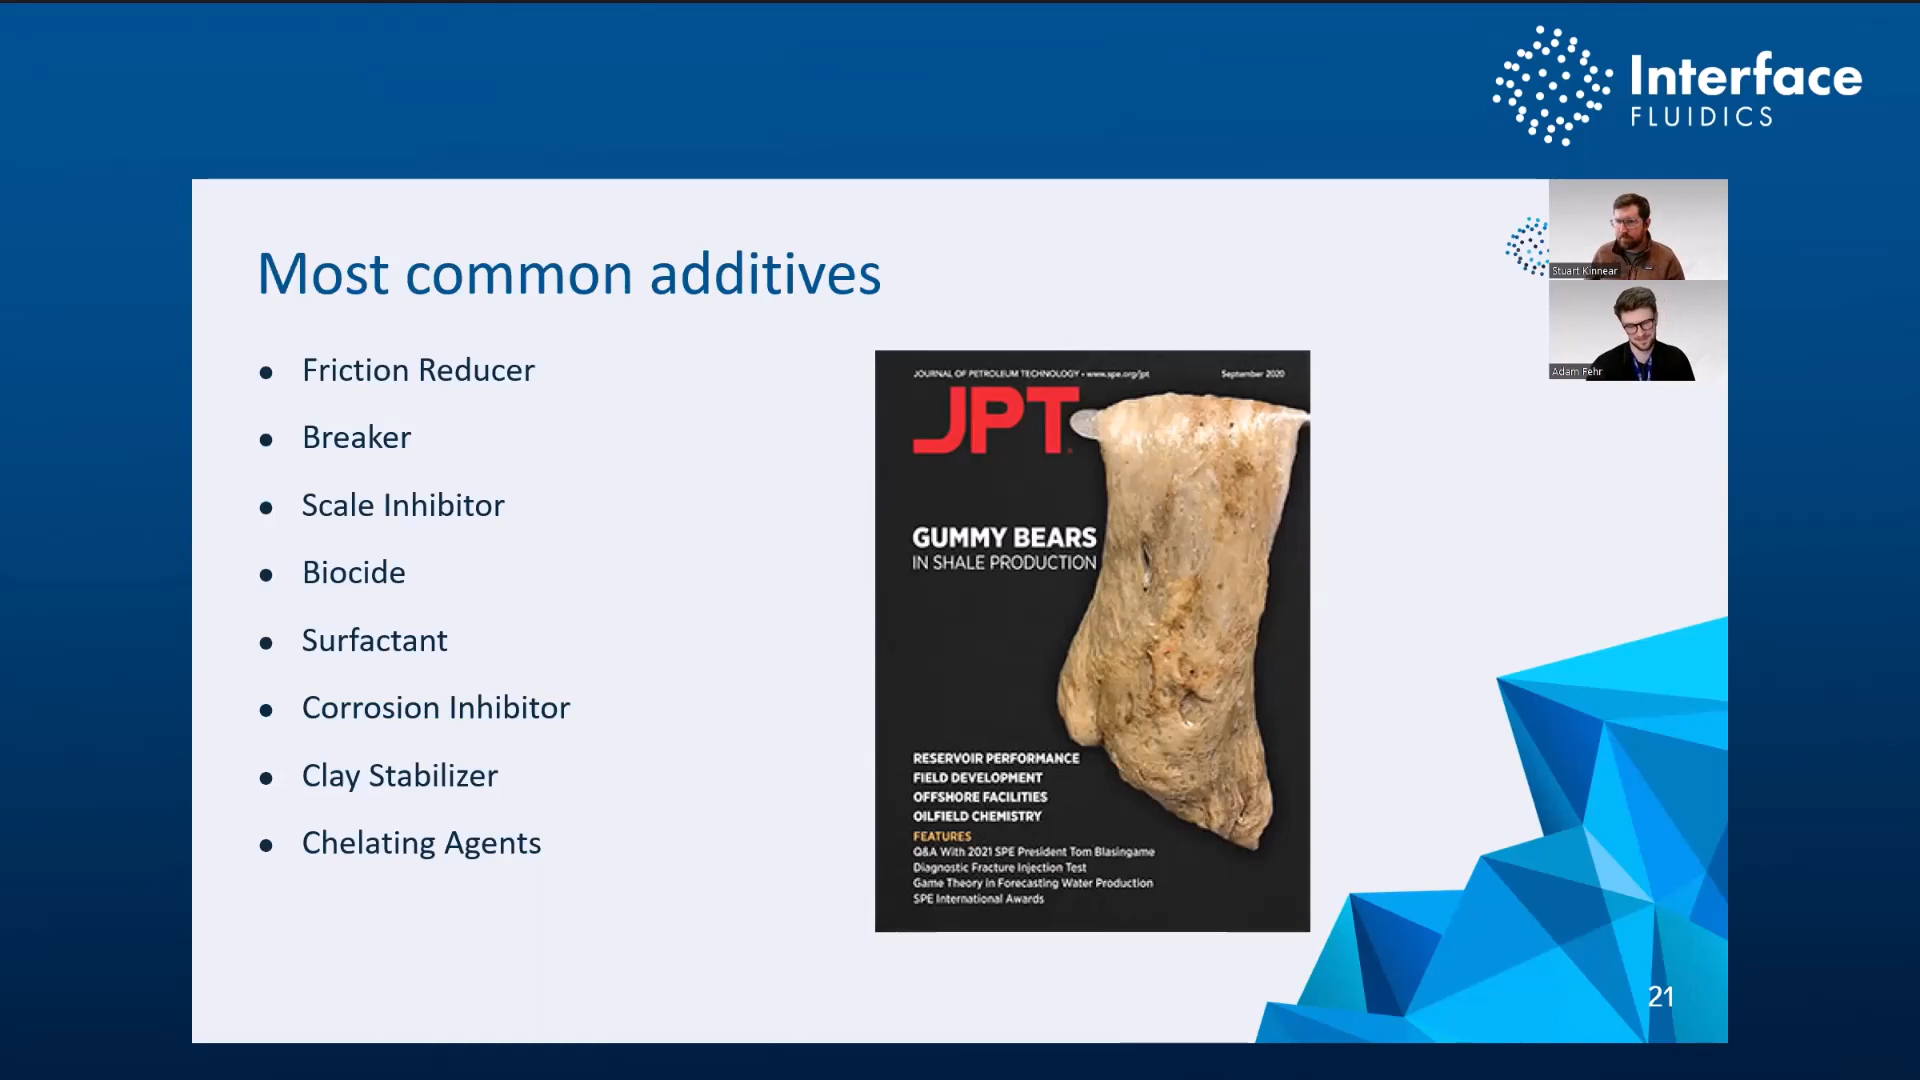 Interface
FLUIDICS
Most common additives
Stuart Kinnear
Adam Fehr
• Friction Reducer
• Breaker
• Scale Inhibitor
• Biocide
• Surfactant
• Corrosion Inhibitor
• Clay Stabilizer
• Chelating Agents
JOURNAL OF PETROLEUM TECHNOLOGY • www.spe.org/jpt September 2020
JPT
GUMMY BEARS
IN SHALE PRODUCTION
RESERVOIR PERFORMANCE
FIELD DEVELOPMENT
OFFSHORE FACILITIES
OILFIELD CHEMISTRY
FEATURES
Q&A With 2021 SPE President Tom Blasingame
Diagnostic Fracture Injection Test
Game Theory in Forecasting Water Production
SPE International Awards
21